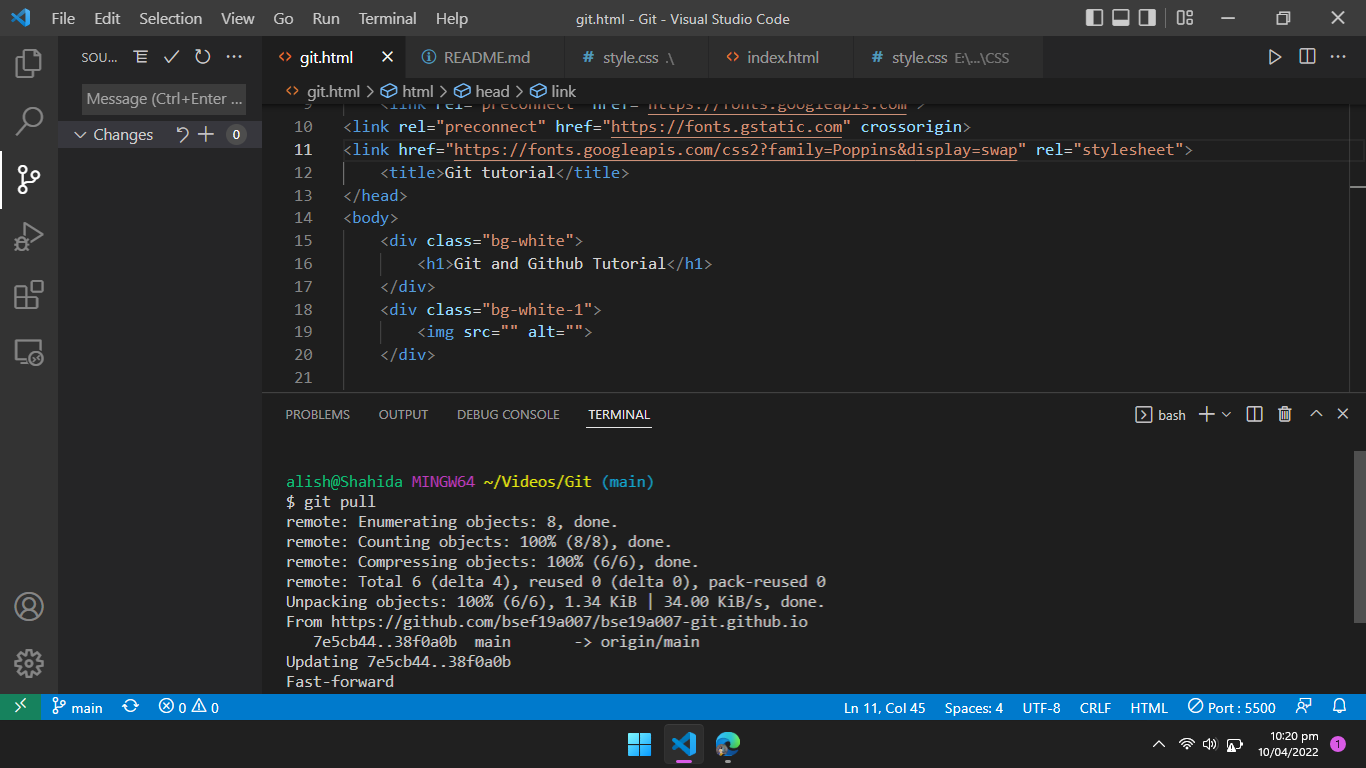 File Edit Selection View Go Run Terminal Help git.html - Git - Visual Studio Code
SOU...
git.html README.md style.css .\ index.html style.css E:\...\CSS
git.html > html > head > link
Message (Ctrl+Enter ...
Changes 0
9 <link rel="preconnect" href="https://fonts.googleapis.com">
10 <link rel="preconnect" href="https://fonts.gstatic.com" crossorigin>
11 <link href="https://fonts.googleapis.com/css2?family=Poppins&display=swap" rel="stylesheet">
12 <title>Git tutorial</title>
13 </head>
14 <body>
15 <div class="bg-white">
16 <h1>Git and Github Tutorial</h1>
17 </div>
18 <div class="bg-white-1">
19 <img src="" alt="">
20 </div>
21
PROBLEMS OUTPUT DEBUG CONSOLE TERMINAL bash
alish@Shahida MINGW64 ~/Videos/Git (main)
$ git pull
remote: Enumerating objects: 8, done.
remote: Counting objects: 100% (8/8), done.
remote: Compressing objects: 100% (6/6), done.
remote: Total 6 (delta 4), reused 0 (delta 0), pack-reused 0
Unpacking objects: 100% (6/6), 1.34 KiB | 34.00 KiB/s, done.
From https://github.com/bsef19a007/bse19a007-git.github.io
7e5cb44..38f0a0b main -> origin/main
Updating 7e5cb44..38f0a0b
Fast-forward
main 0 0 Ln 11, Col 45 Spaces: 4 UTF-8 CRLF HTML Port : 5500
10:20 pm
10/04/2022 1